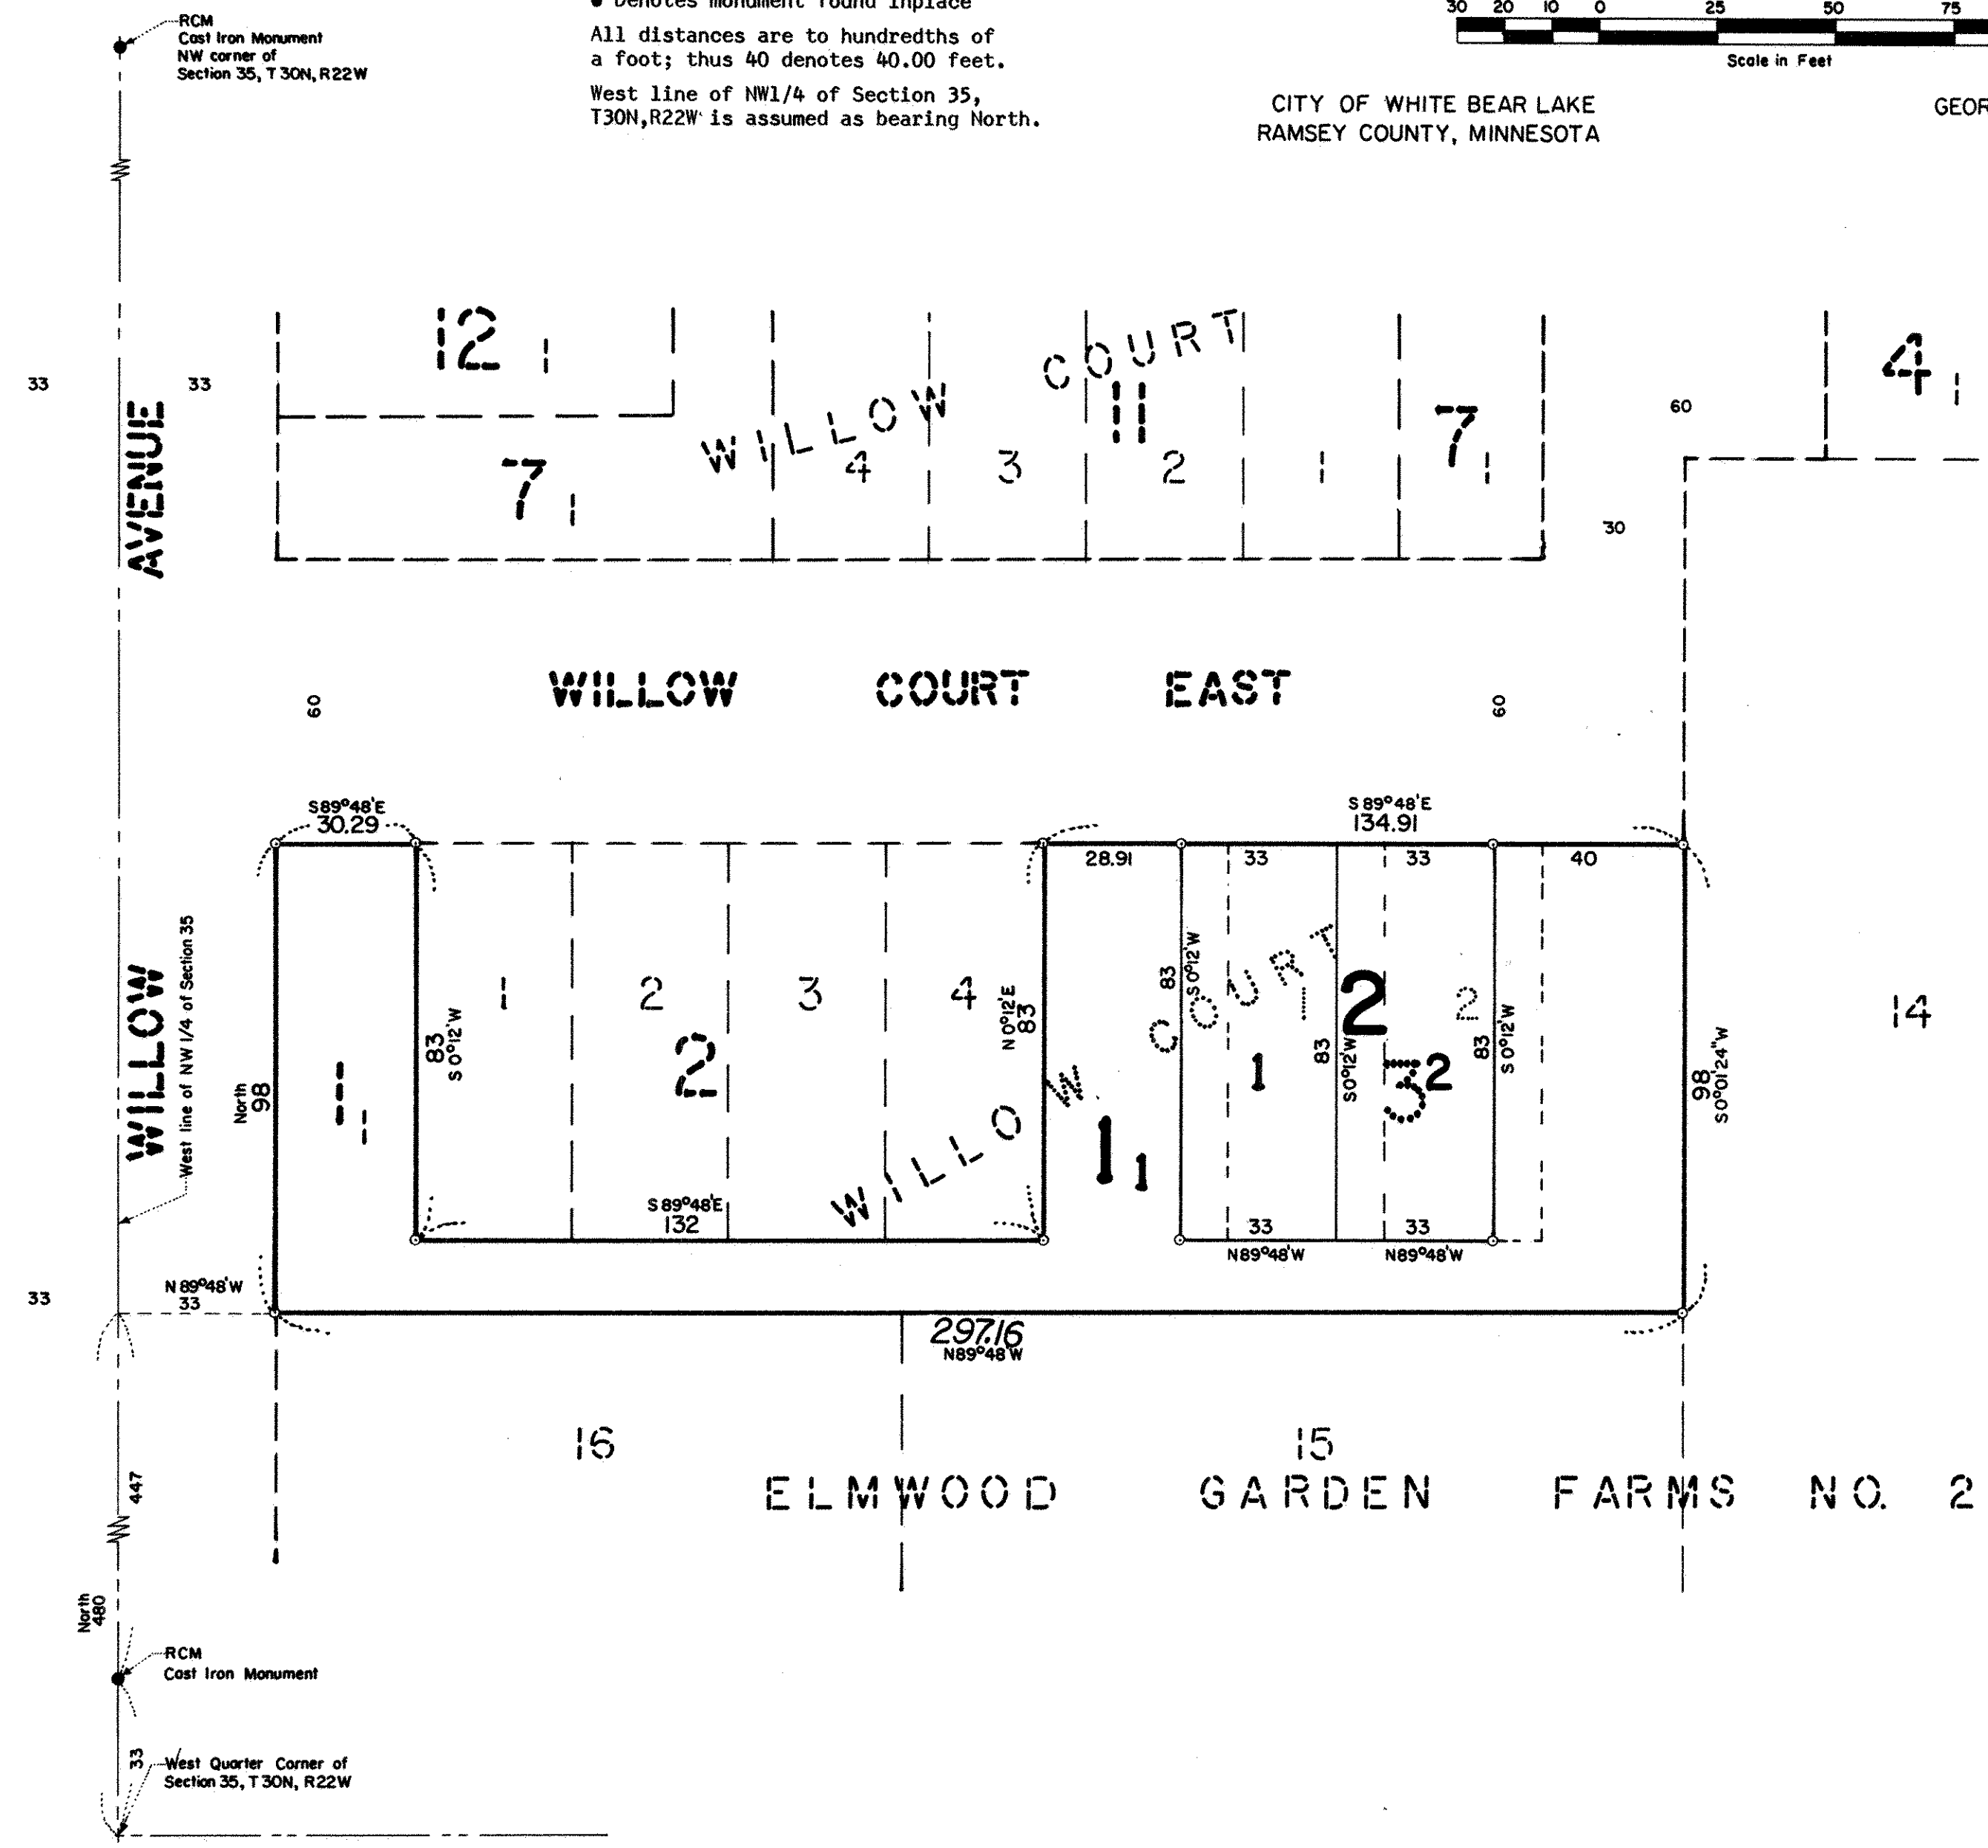 ● Denotes monument found inplace
All distances are to hundredths of
a foot; thus 40 denotes 40.00 feet.
West line of NW1/4 of Section 35,
T30N,R22W is assumed as bearing North.
30 20 10 0 25 50 75
Scale in Feet
CITY OF WHITE BEAR LAKE
RAMSEY COUNTY, MINNESOTA
GEOR
RCM
Cast Iron Monument
NW corner of
Section 35, T 30N, R22W
33
33
AVENUE
12 1
7 1
WILLOW COURT
11
4 3 2 1
7 1
60
30
4 1
WILLOW COURT EAST
60
60
S89°48'E
30.29
S89°48'E
134.91
28.91 33 33 40
WILLOW
West line of NW 1/4 of Section 35
North
98
1 1
83
S0°12'W
1 2 3 4
2
N0°12'E
83
WILLOW COURT
1 1
83
S0°12'W
1
1
83
S0°12'W
2
2
3
2
83
S0°12'W
98
S0°01'24"W
14
S89°48'E
132
33 33
N89°48'W N89°48'W
33
N89°48'W
33
297.16
N89°48'W
16 15
ELMWOOD GARDEN FARMS NO. 2
447
North
480
RCM
Cast Iron Monument
33
West Quarter Corner of
Section 35, T 30N, R22W